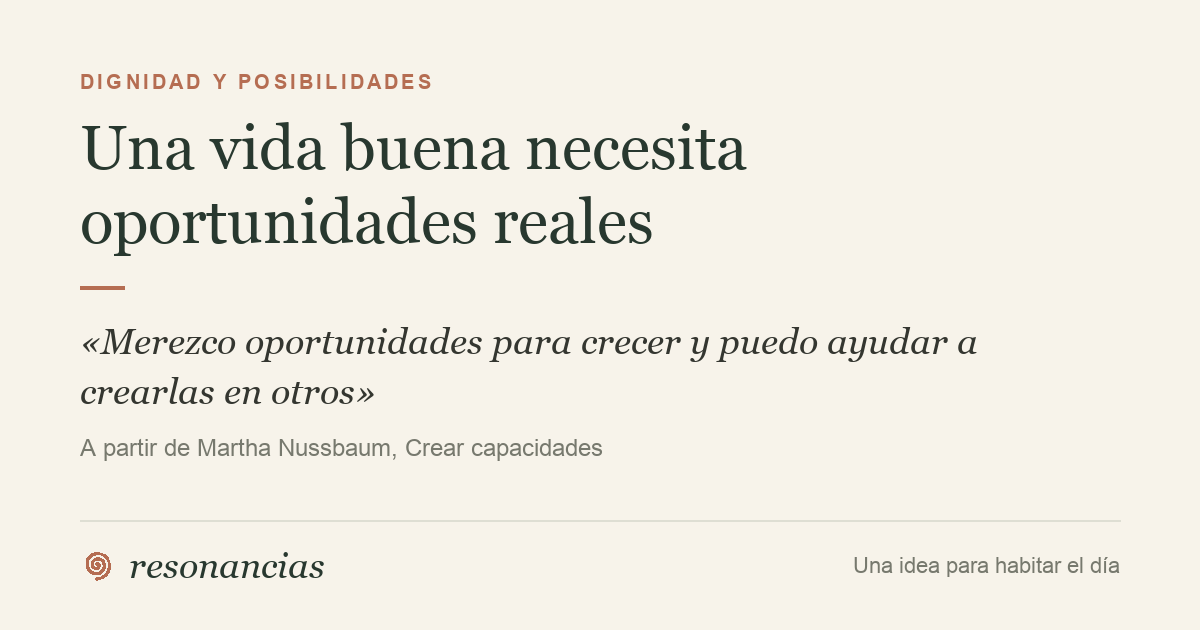 DIGNIDAD Y POSIBILIDADES
Una vida buena necesita
oportunidades reales
«Merezco oportunidades para crecer y puedo ayudar a
crearlas en otros»
A partir de Martha Nussbaum, Crear capacidades
resonancias
Una idea para habitar el día